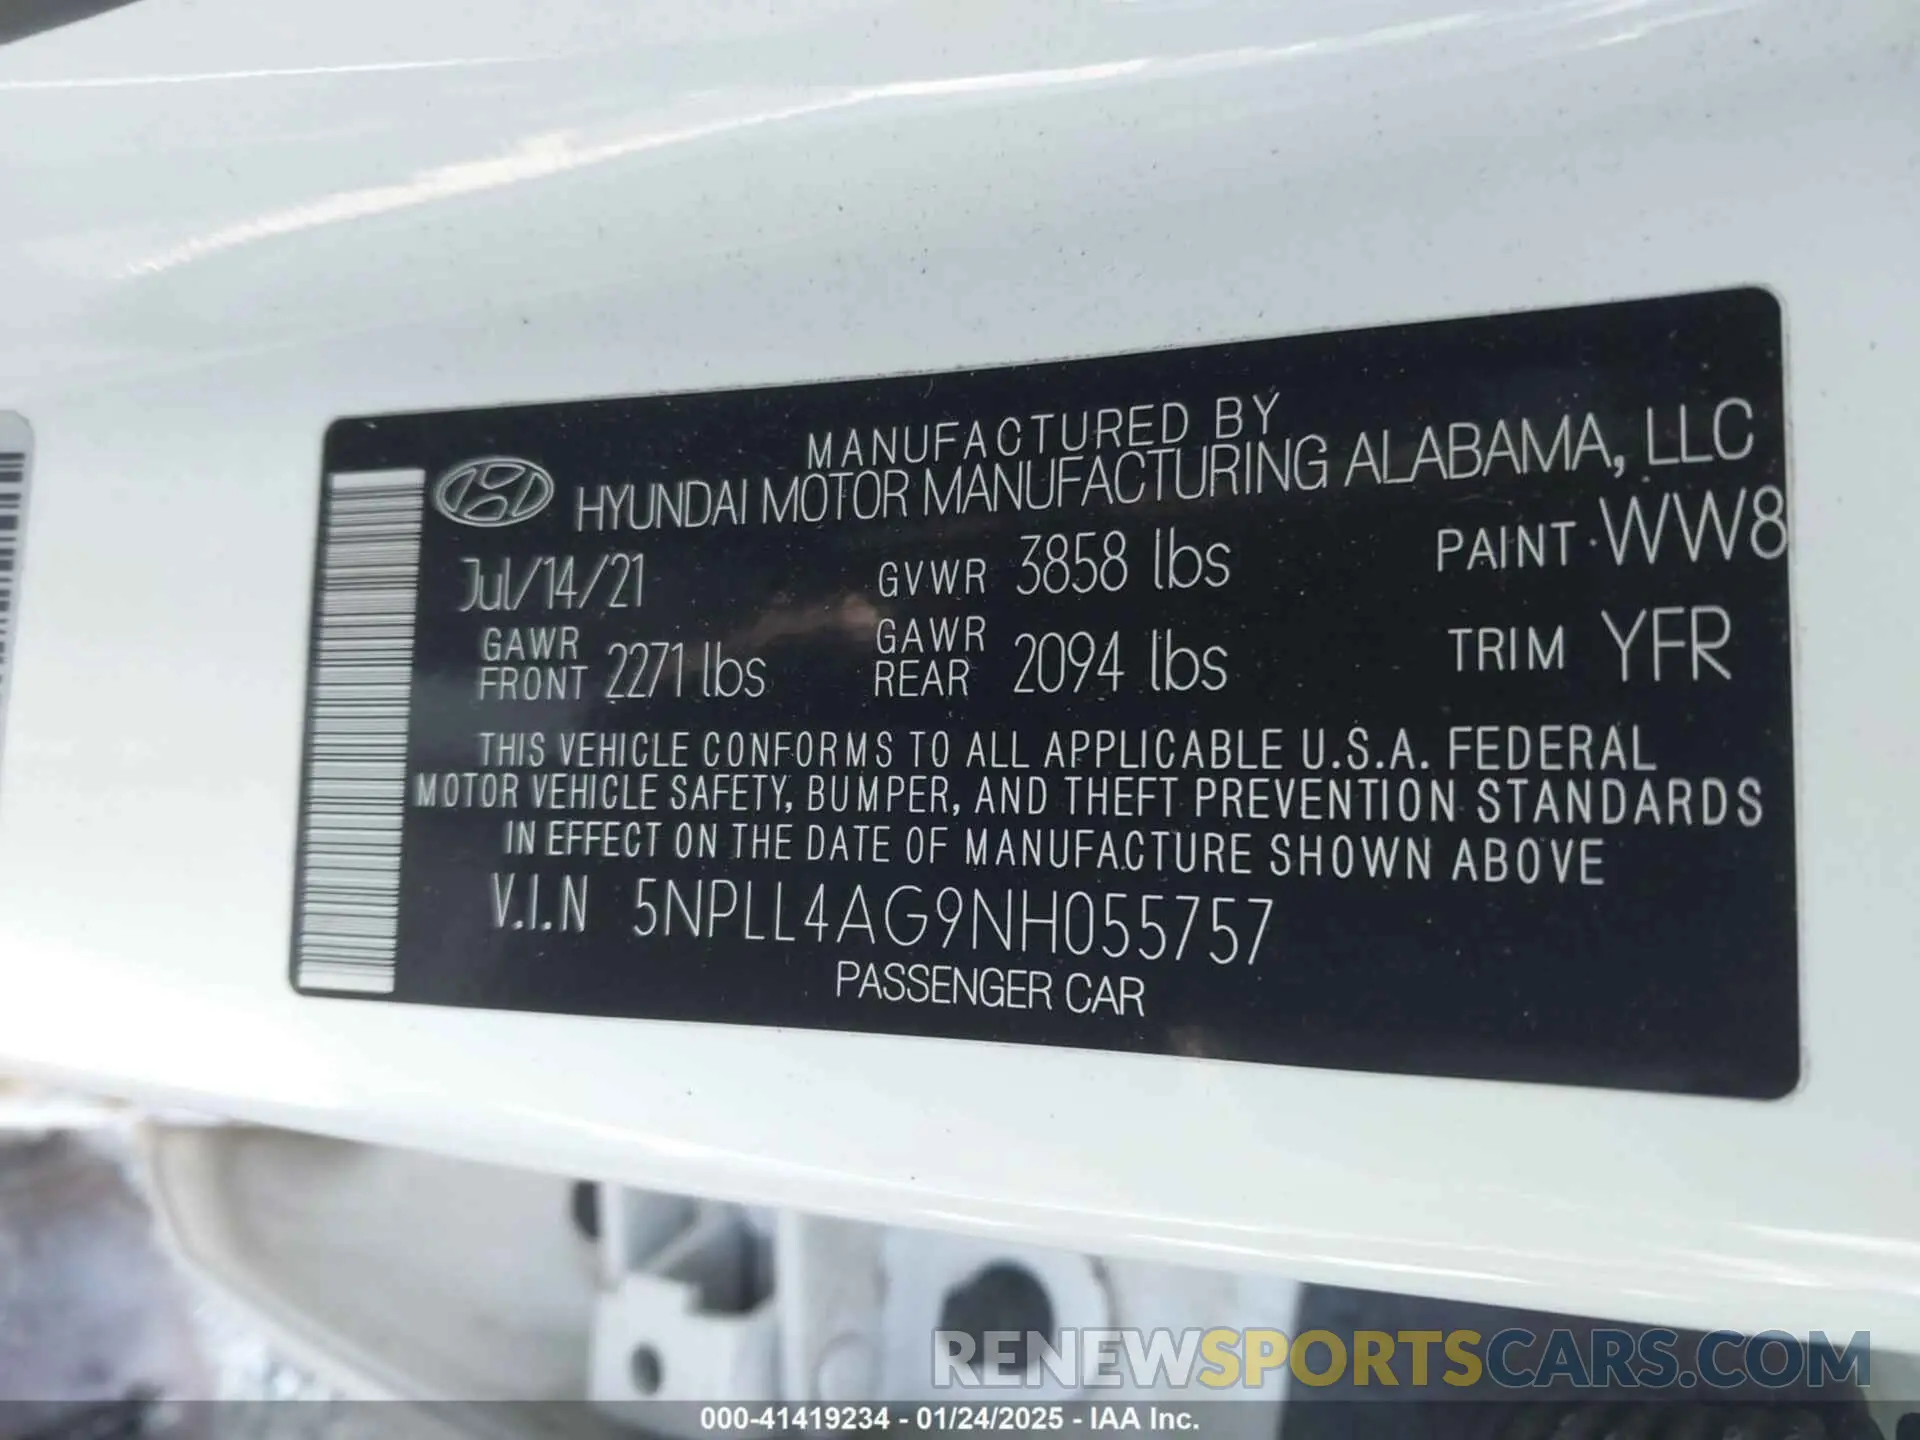 MANUFACTURED BY
HYUNDAI MOTOR MANUFACTURING ALABAMA, LLC
Jul/14/21 GVWR 3858 lbs PAINT WW8
GAWR FRONT 2271 lbs GAWR REAR 2094 lbs TRIM YFR
THIS VEHICLE CONFORMS TO ALL APPLICABLE U.S.A. FEDERAL
MOTOR VEHICLE SAFETY, BUMPER, AND THEFT PREVENTION STANDARDS
IN EFFECT ON THE DATE OF MANUFACTURE SHOWN ABOVE
V.I.N 5NPLL4AG9NH055757
PASSENGER CAR
RENEWSPORTSCARS.COM
000-41419234 - 01/24/2025 - IAA Inc.